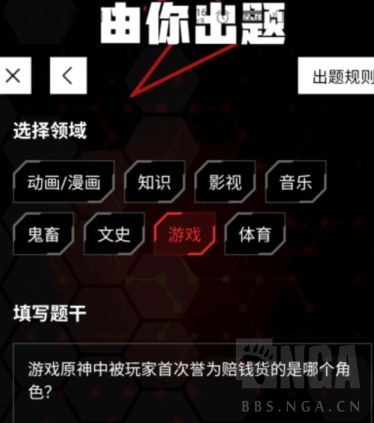 由你出题
出题规则
选择领域
动画/漫画 知识 影视 音乐
鬼畜 文史 游戏 体育
填写题干
游戏原神中被玩家首次誉为赔钱货的是哪个角
色?
NGA
BBS.NGA.CN